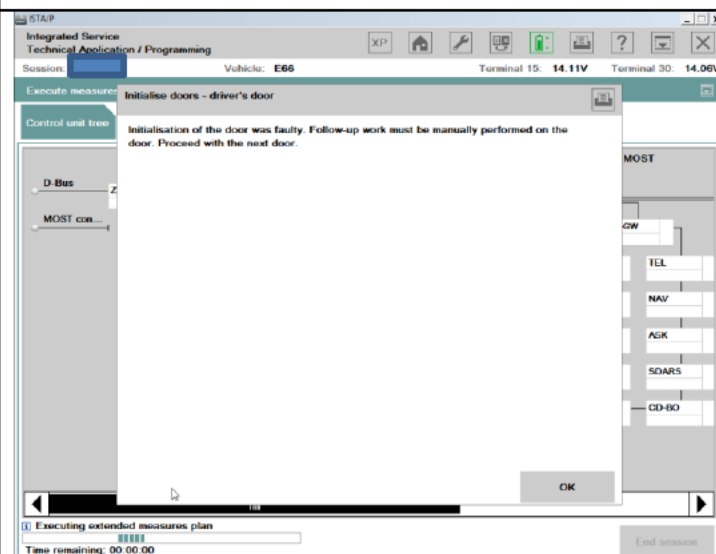 ISTA/P
Integrated Service
Technical Application / Programming
XP
?
Session:
Vehicle: E66
Terminal 15: 14.11V
Terminal 30: 14.06V
Execute measures
Initialise doors - driver's door
Control unit tree
Initialisation of the door was faulty. Follow-up work must be manually performed on the
door. Proceed with the next door.
MOST
D-Bus
Z
MOST con...
GW
TEL
NAV
ASK
SDARS
CD-BO
OK
Executing extended measures plan
Time remaining: 00:00:00
End session